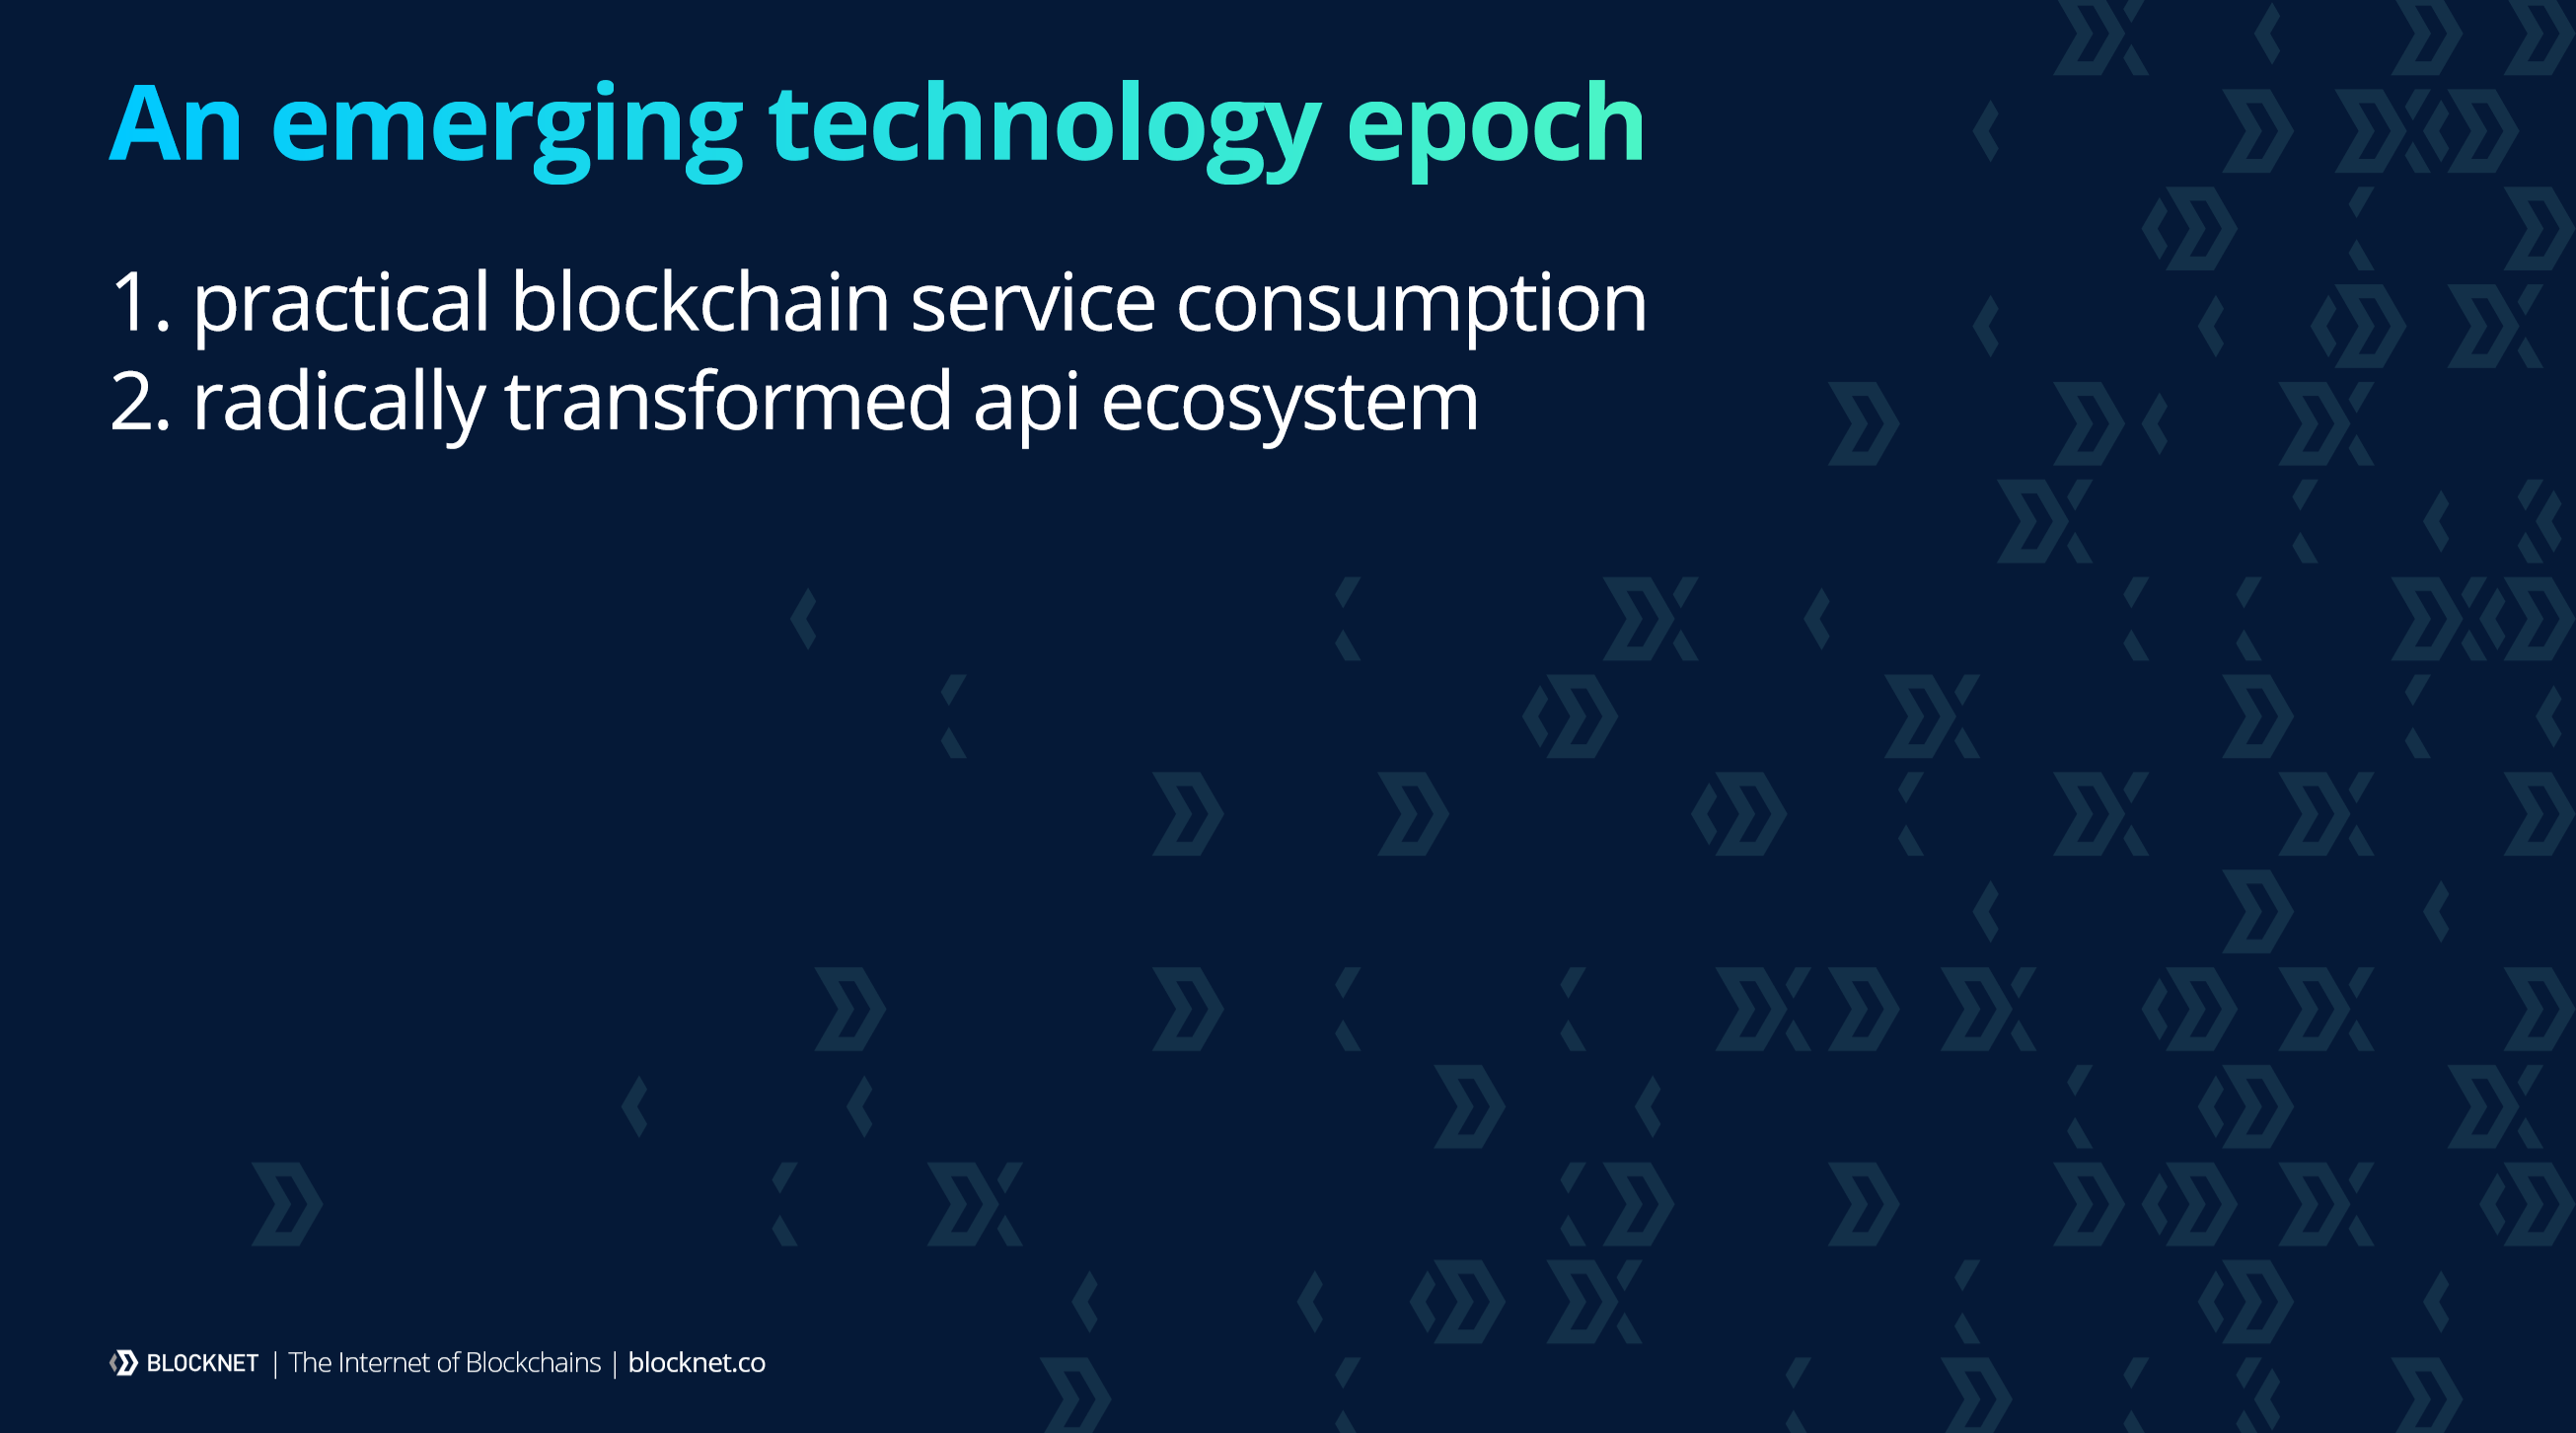 An emerging technology epoch
1. practical blockchain service consumption
2. radically transformed api ecosystem
BLOCKNET | The Internet of Blockchains | blocknet.co